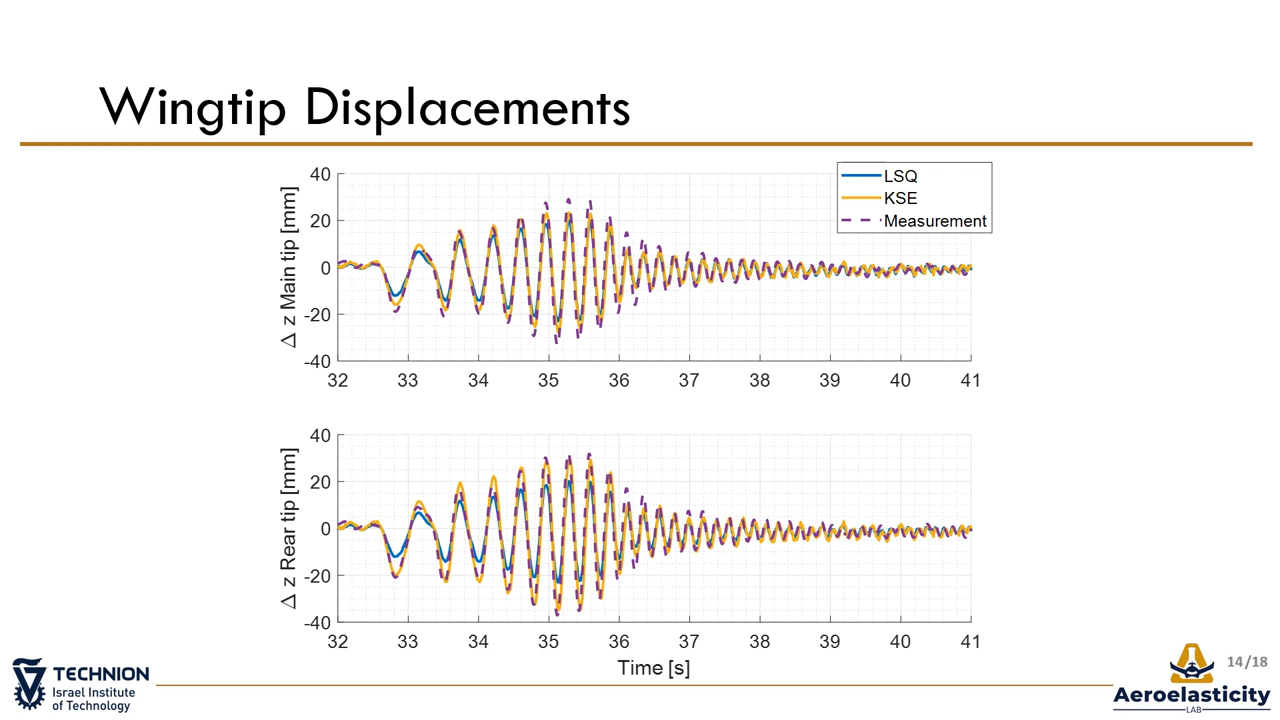 Wingtip Displacements
LSQ
KSE
Measurement
Δ z Main tip [mm]
40
20
0
-20
-40
32 33 34 35 36 37 38 39 40 41
Δ z Rear tip [mm]
40
20
0
-20
-40
32 33 34 35 36 37 38 39 40 41
Time [s]
TECHNION
Israel Institute
of Technology
14/18
Aeroelasticity
LAB